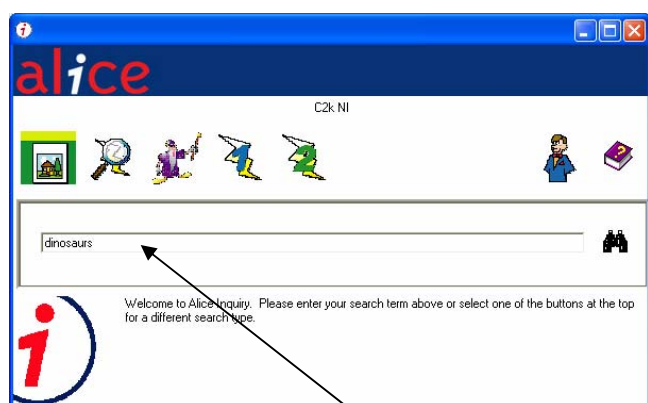 alice
C2k NI
dinosaurs
Welcome to Alice Inquiry. Please enter your search term above or select one of the buttons at the top
for a different search type.